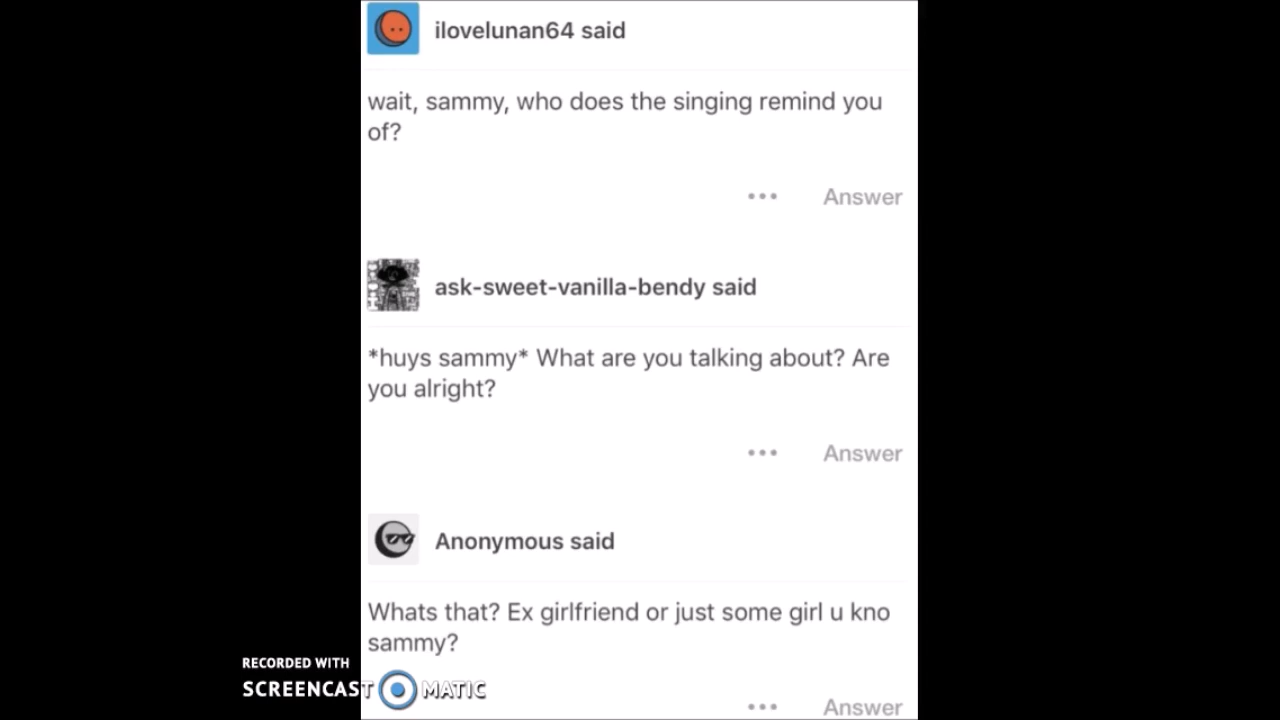 ilovelunan64 said
wait, sammy, who does the singing remind you
of?
Answer
ask-sweet-vanilla-bendy said
*huys sammy* What are you talking about? Are
you alright?
Answer
Anonymous said
Whats that? Ex girlfriend or just some girl u kno
sammy?
Answer
RECORDED WITH
SCREENCAST MATIC